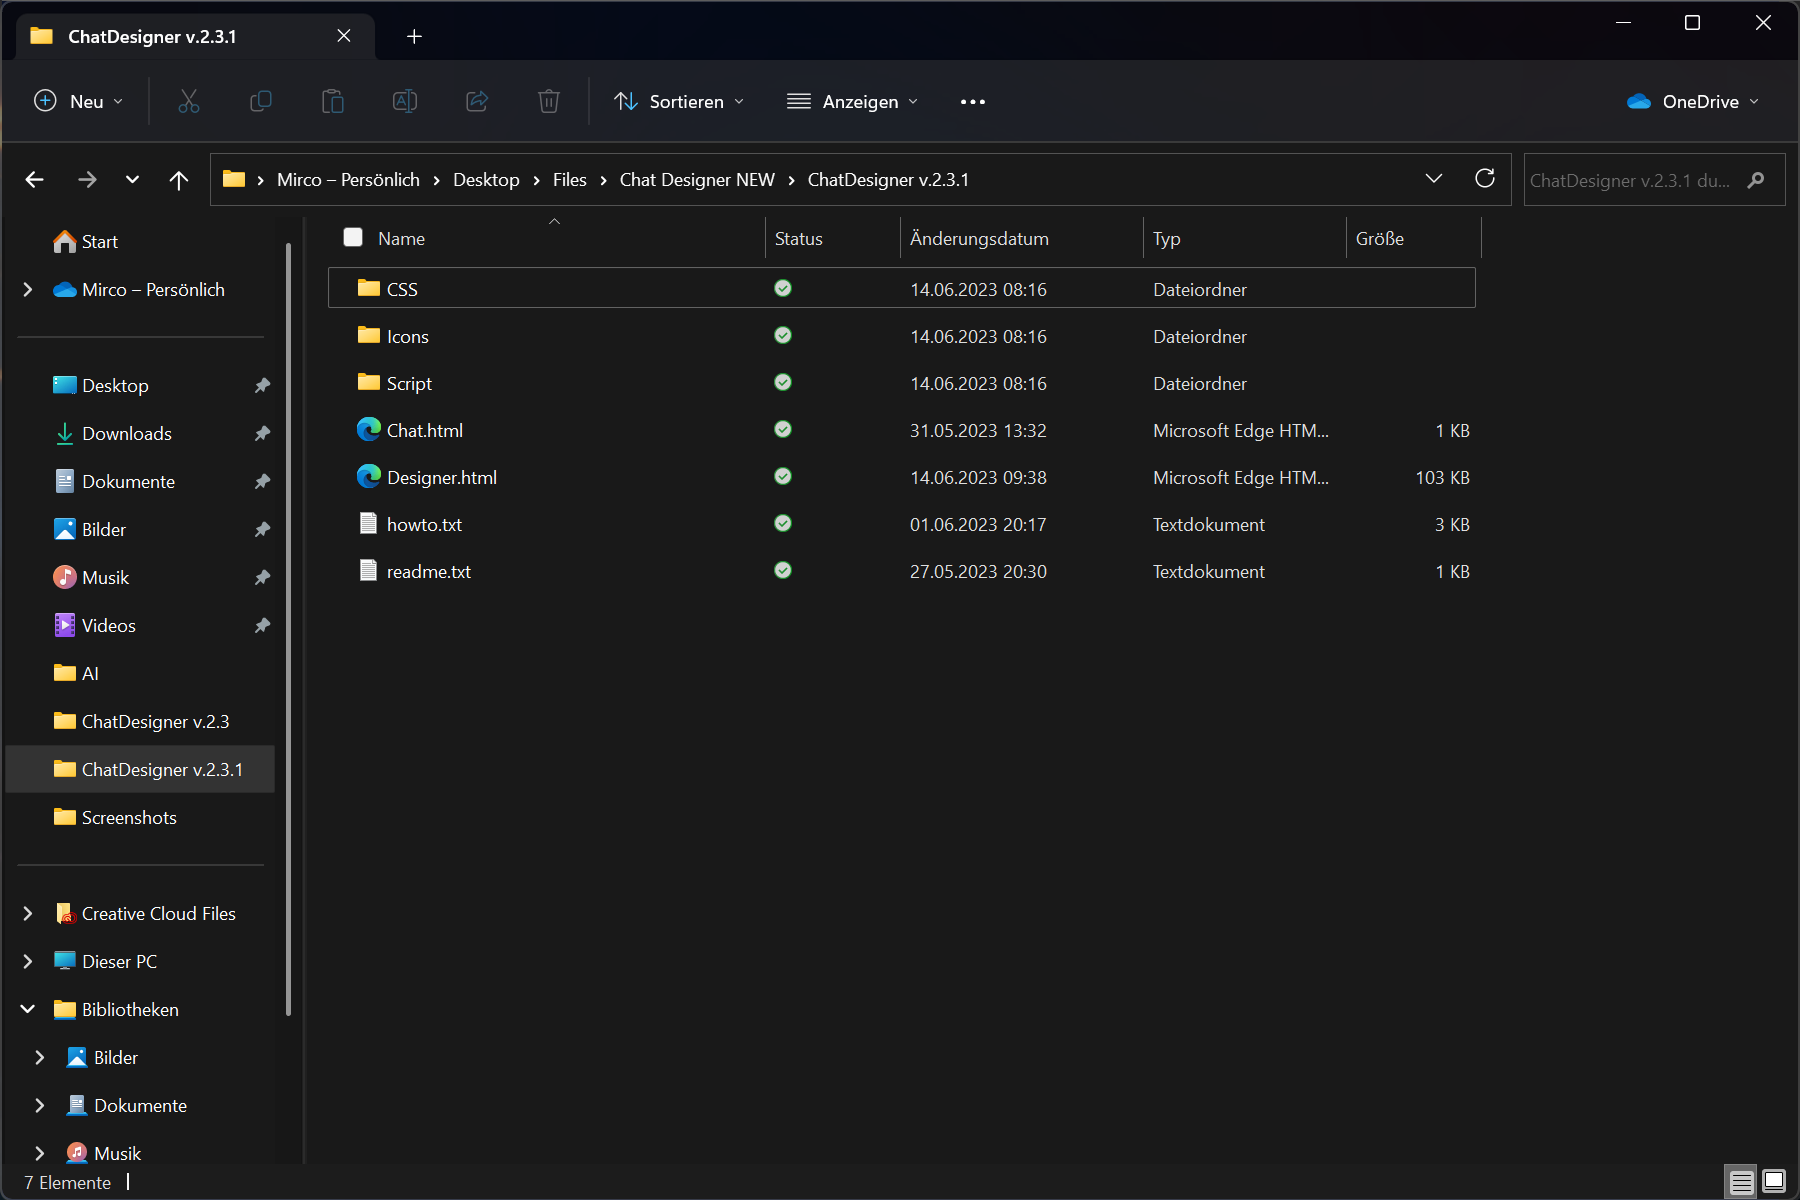 ChatDesigner v.2.3.1
Neu
Sortieren
Anzeigen
OneDrive
Mirco – Persönlich › Desktop › Files › Chat Designer NEW › ChatDesigner v.2.3.1
ChatDesigner v.2.3.1 du...
Start
Mirco – Persönlich
Desktop
Downloads
Dokumente
Bilder
Musik
Videos
AI
ChatDesigner v.2.3
ChatDesigner v.2.3.1
Screenshots
Creative Cloud Files
Dieser PC
Bibliotheken
Bilder
Dokumente
Musik
Name Status Änderungsdatum Typ Größe
CSS 14.06.2023 08:16 Dateiordner
Icons 14.06.2023 08:16 Dateiordner
Script 14.06.2023 08:16 Dateiordner
Chat.html 31.05.2023 13:32 Microsoft Edge HTM... 1 KB
Designer.html 14.06.2023 09:38 Microsoft Edge HTM... 103 KB
howto.txt 01.06.2023 20:17 Textdokument 3 KB
readme.txt 27.05.2023 20:30 Textdokument 1 KB
7 Elemente